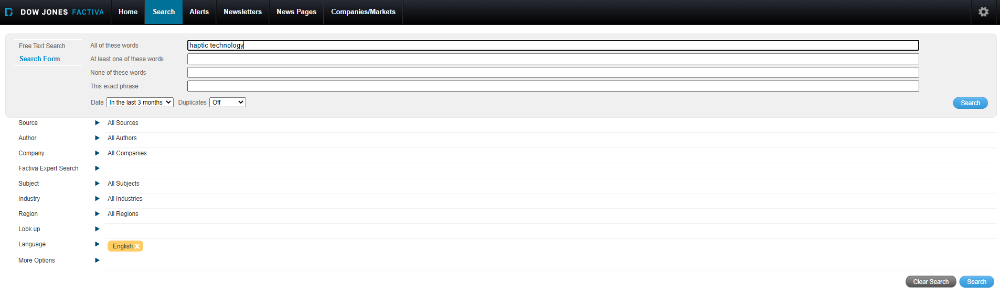 DOW JONES FACTIVA Home Search Alerts Newsletters News Pages Companies/Markets
Free Text Search
Search Form
All of these words haptic technology
At least one of these words
None of these words
This exact phrase
Date In the last 3 months Duplicates Off Search
Source All Sources
Author All Authors
Company All Companies
Factiva Expert Search
Subject All Subjects
Industry All Industries
Region All Regions
Look up
Language English
More Options
Clear Search Search